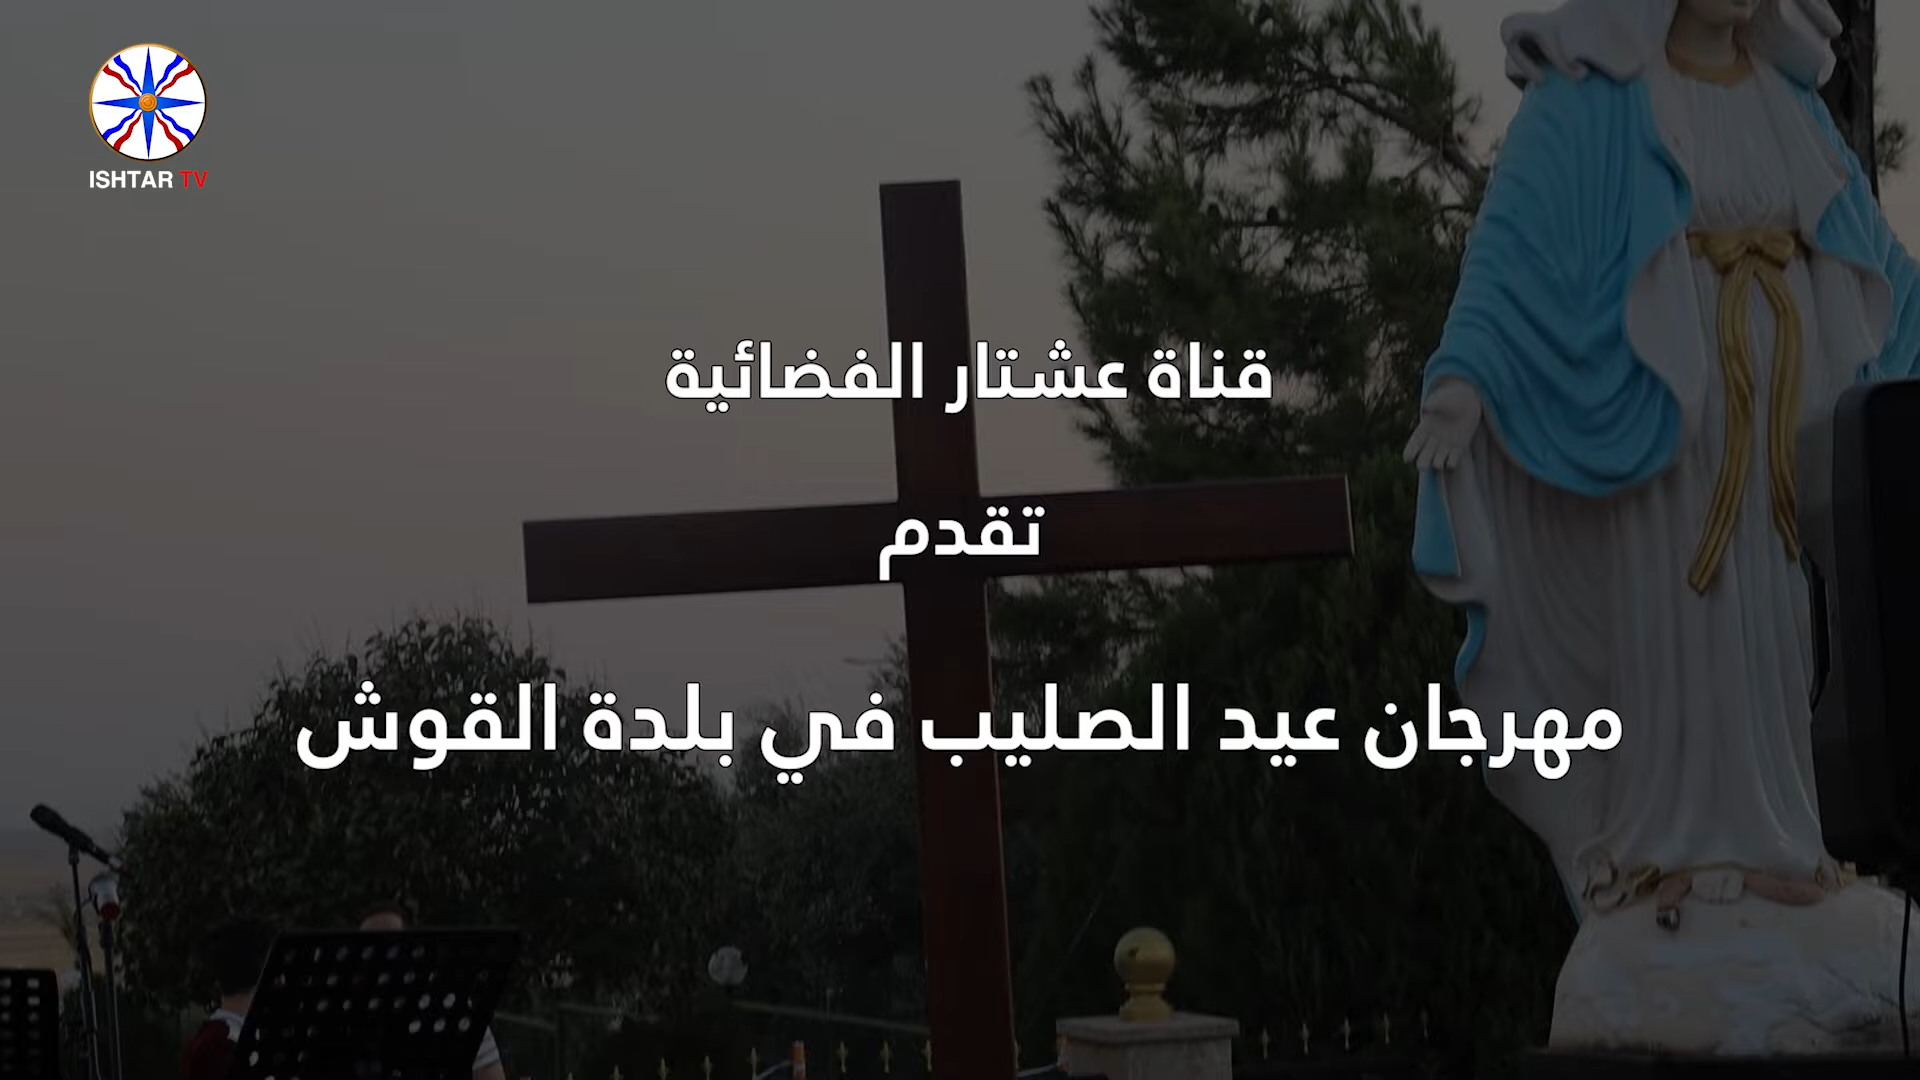 ISHTAR TV
قناة عشتار الفضائية
تقدم
مهرجان عيد الصليب في بلدة القوش